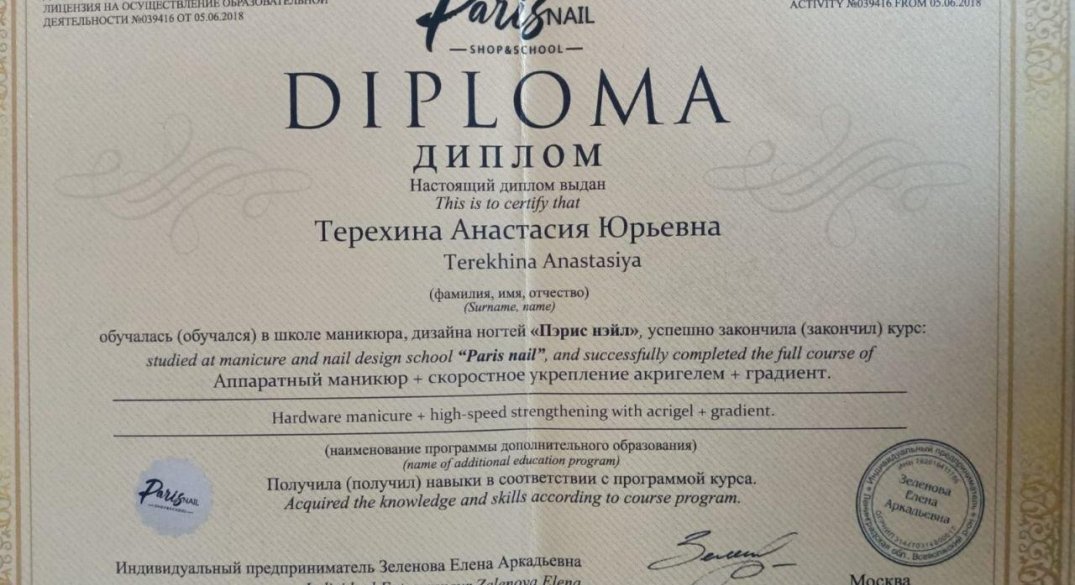 ЛИЦЕНЗИЯ НА ОСУЩЕСТВЛЕНИЕ ОБРАЗОВАТЕЛЬНОЙ
ДЕЯТЕЛЬНОСТИ №039416 ОТ 05.06.2018
ACTIVITY №039416 FROM 05.06.2018
Paris NAIL
SHOP&SCHOOL
DIPLOMA
ДИПЛОМ
Настоящий диплом выдан
This is to certify that
Терехина Анастасия Юрьевна
Terekhina Anastasiya
(фамилия, имя, отчество)
(Surname, name)
обучалась (обучался) в школе маникюра, дизайна ногтей «Пэрис нэйл», успешно закончила (закончил) курс:
studied at manicure and nail design school “Paris nail”, and successfully completed the full course of
Аппаратный маникюр + скоростное укрепление акригелем + градиент.
Hardware manicure + high-speed strengthening with acrigel + gradient.
(наименование программы дополнительного образования)
(name of additional education program)
Получила (получил) навыки в соответствии с программой курса.
Acquired the knowledge and skills according to course program.
Paris NAIL
SHOP&SCHOOL
Индивидуальный предприниматель
Зеленова
Елена
Аркадьевна
Индивидуальный предприниматель Зеленова Елена Аркадьевна
Zelenova Elena
Москва